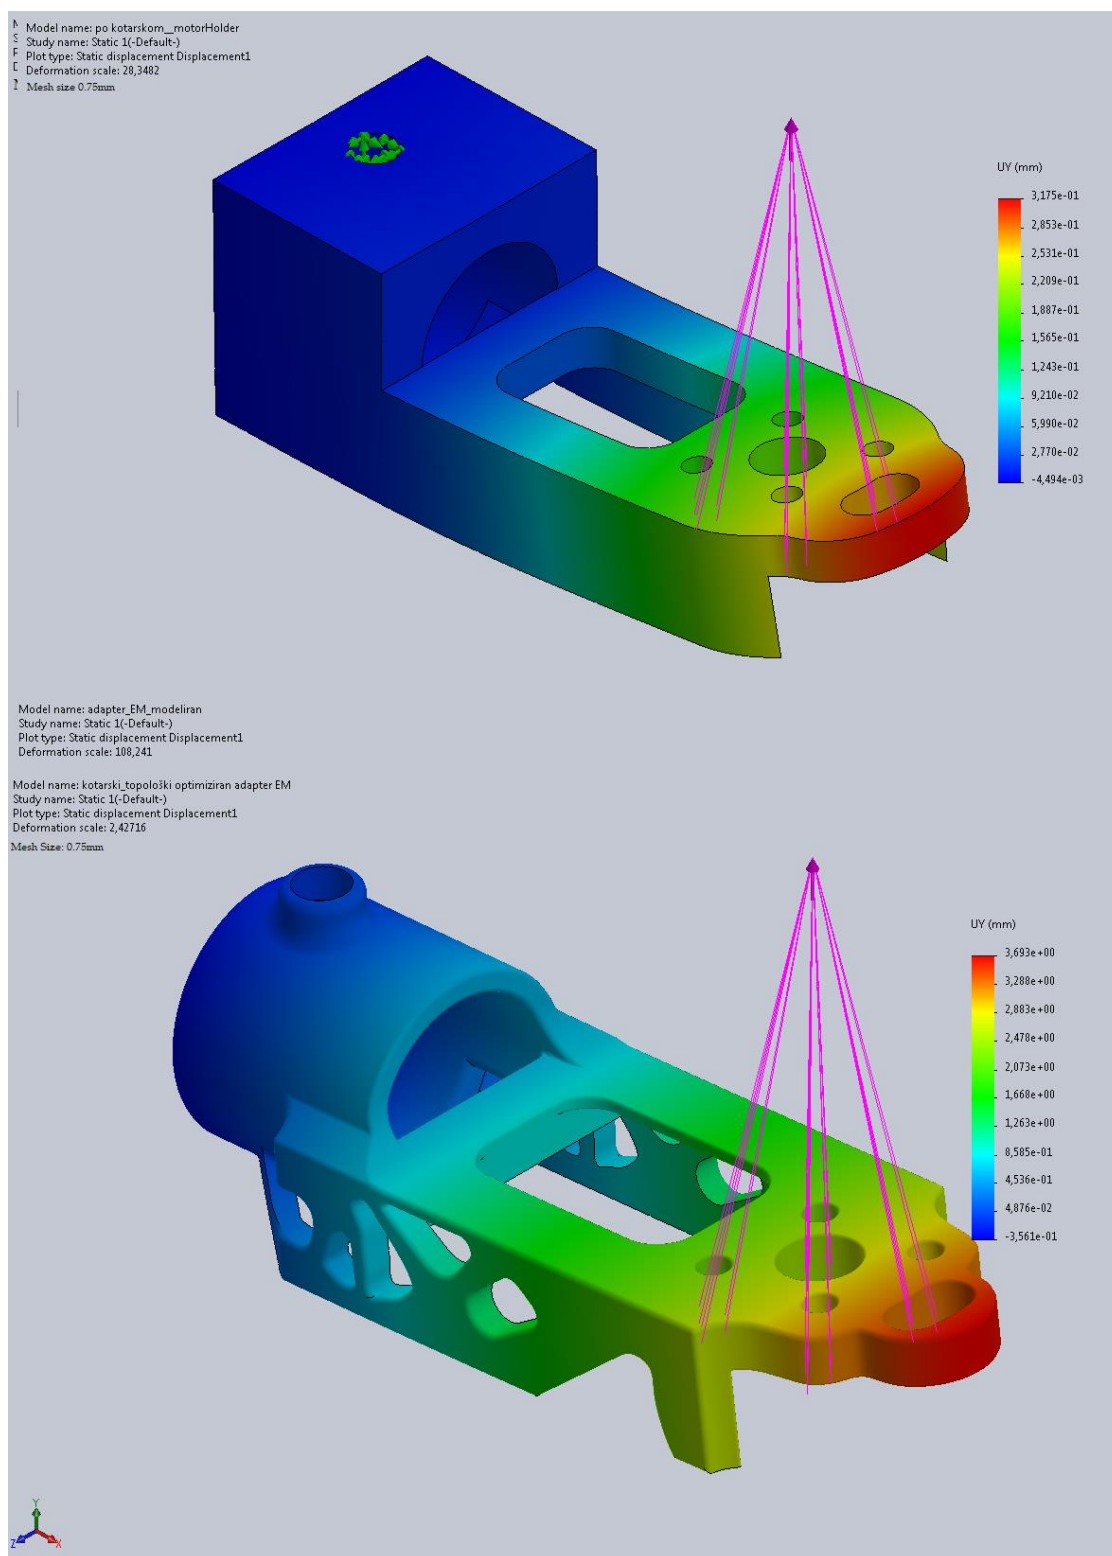 Model name: po kotarskom__motorHolder
Study name: Static 1(-Default-)
Plot type: Static displacement Displacement1
Deformation scale: 28,3482
Mesh size 0.75mm
UY (mm)
3,175e-01
2,853e-01
2,531e-01
2,209e-01
1,887e-01
1,565e-01
1,243e-01
9,210e-02
5,990e-02
2,770e-02
-4,494e-03
Model name: adapter_EM_modeliran
Study name: Static 1(-Default-)
Plot type: Static displacement Displacement1
Deformation scale: 108,241
Model name: kotarski_topološki optimiziran adapter EM
Study name: Static 1(-Default-)
Plot type: Static displacement Displacement1
Deformation scale: 2,42716
Mesh Size: 0.75mm
UY (mm)
3,693e+00
3,288e+00
2,883e+00
2,478e+00
2,073e+00
1,668e+00
1,263e+00
8,585e-01
4,536e-01
4,876e-02
-3,561e-01
Y
Z
X